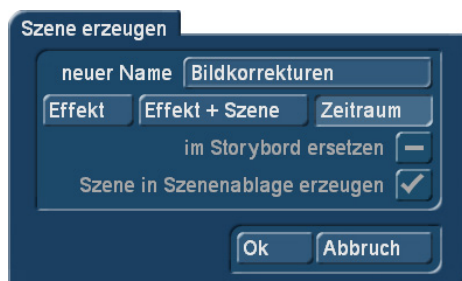 Szene erzeugen
neuer Name Bildkorrekturen
Effekt Effekt + Szene Zeitraum
im Storybord ersetzen
Szene in Szenenablage erzeugen
Ok Abbruch